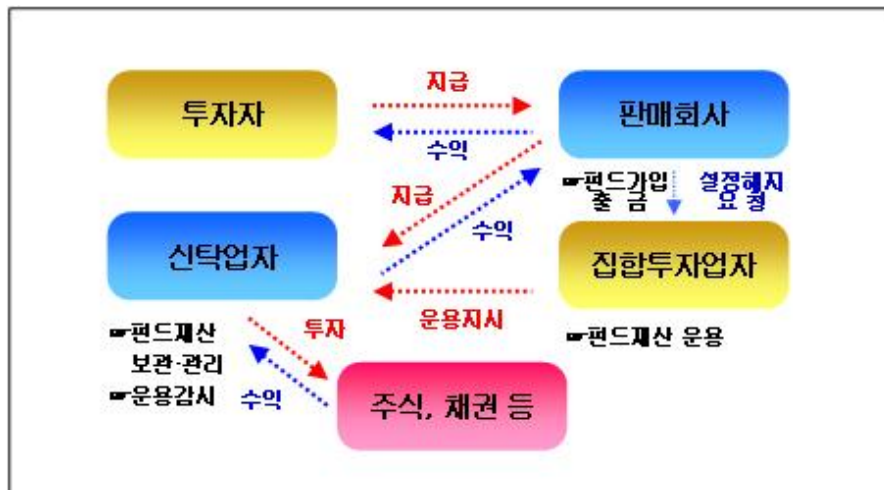 지급
투자자
판매회사
수익
☞펀드가입
출 금
설정해지
요 청
지급
수익
신탁업자
집합투자업자
운용지시
☞펀드재산
보관·관리
☞운용감시
투자
☞펀드재산 운용
수익
주식, 채권 등